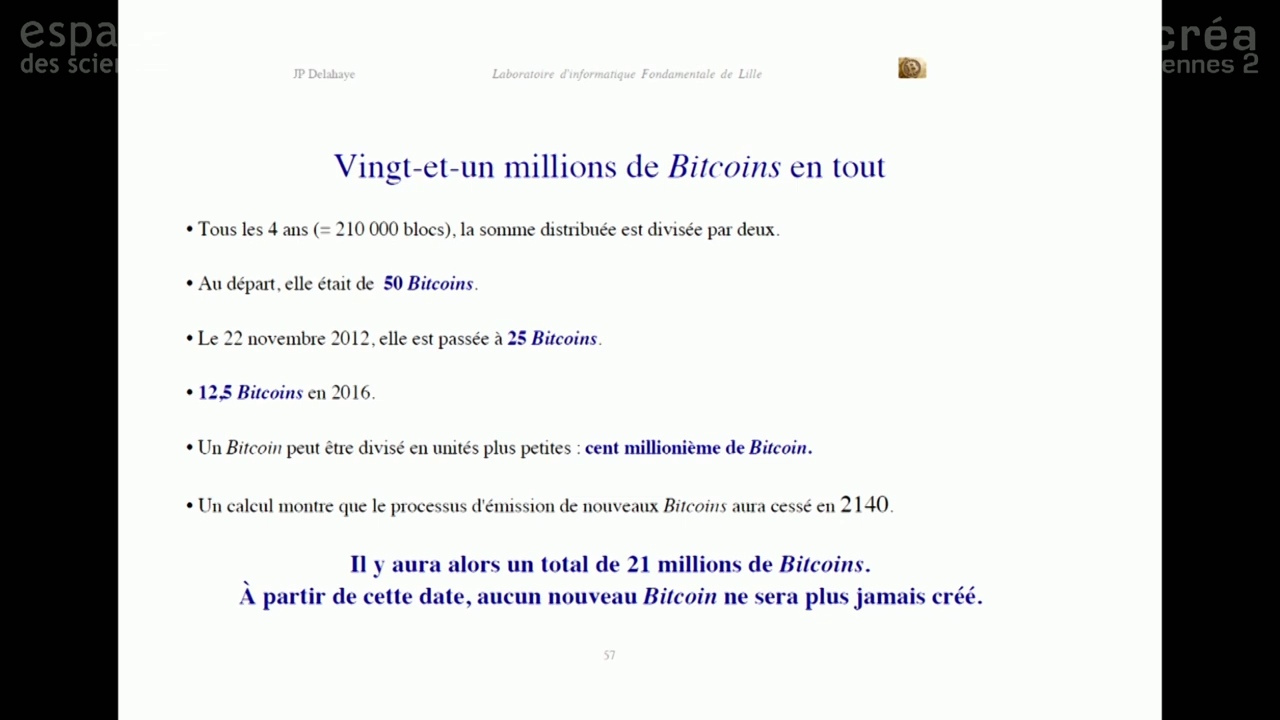 espa
des scien
créa
ennes 2
JP Delahaye
Laboratoire d'informatique Fondamentale de Lille
Vingt-et-un millions de Bitcoins en tout
• Tous les 4 ans (= 210 000 blocs), la somme distribuée est divisée par deux.
• Au départ, elle était de 50 Bitcoins.
• Le 22 novembre 2012, elle est passée à 25 Bitcoins.
• 12,5 Bitcoins en 2016.
• Un Bitcoin peut être divisé en unités plus petites : cent millionième de Bitcoin.
• Un calcul montre que le processus d'émission de nouveaux Bitcoins aura cessé en 2140.
Il y aura alors un total de 21 millions de Bitcoins.
À partir de cette date, aucun nouveau Bitcoin ne sera plus jamais créé.
57